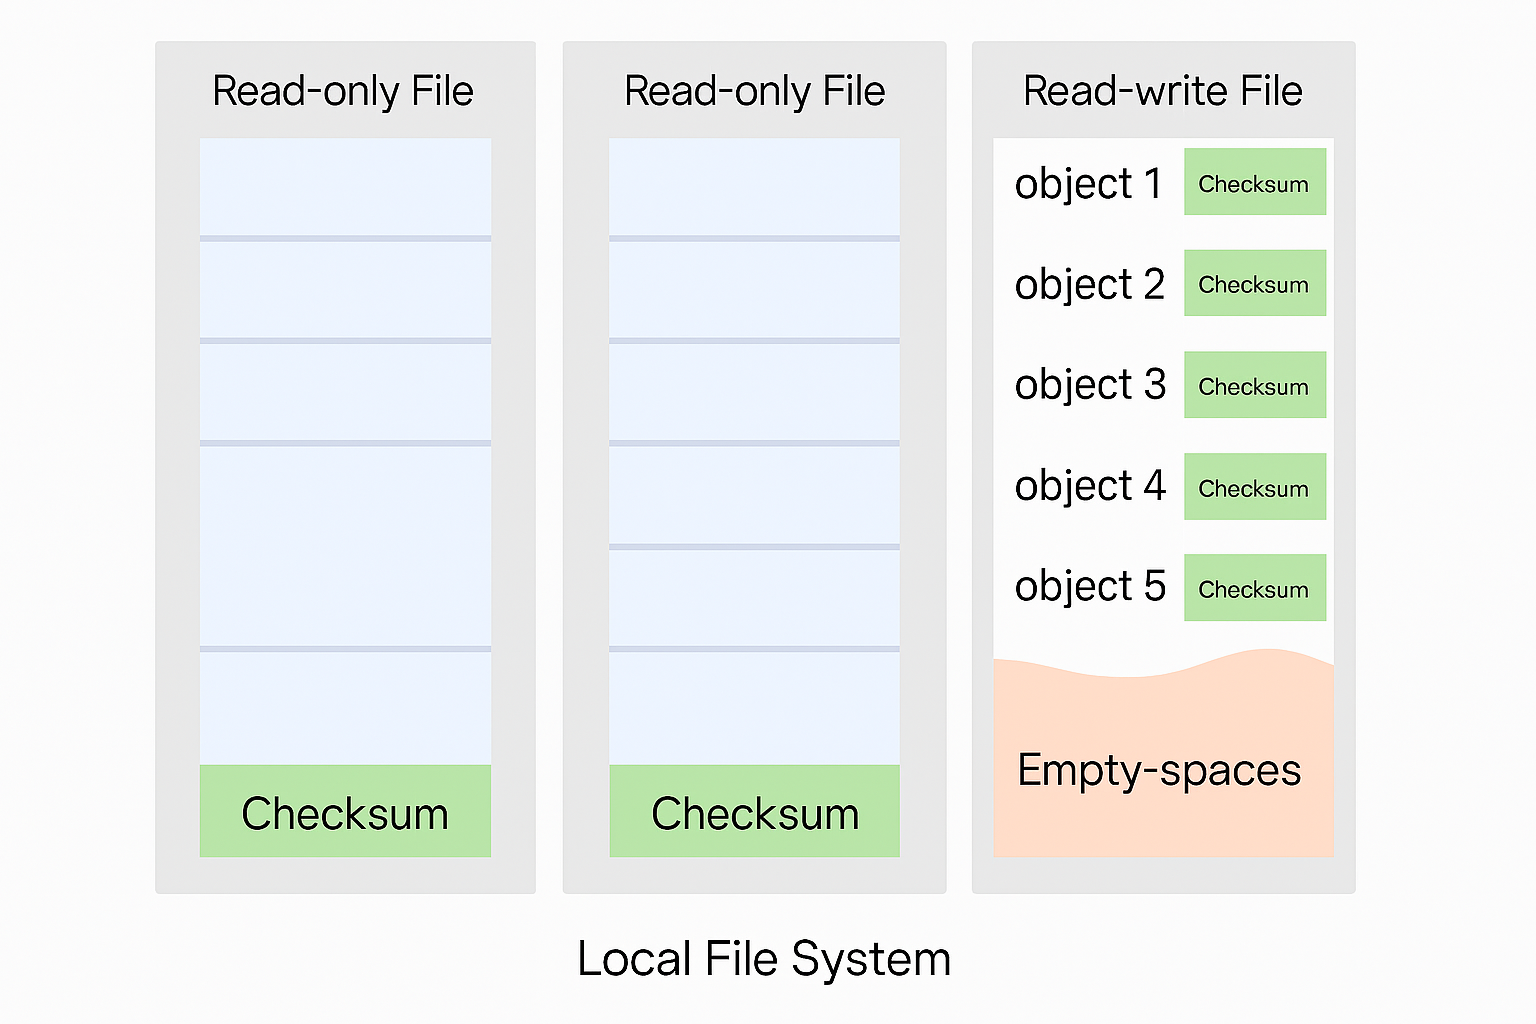 Read-only File
Checksum
Read-only File
Checksum
Read-write File
object 1 Checksum
object 2 Checksum
object 3 Checksum
object 4 Checksum
object 5 Checksum
Empty-spaces
Local File System